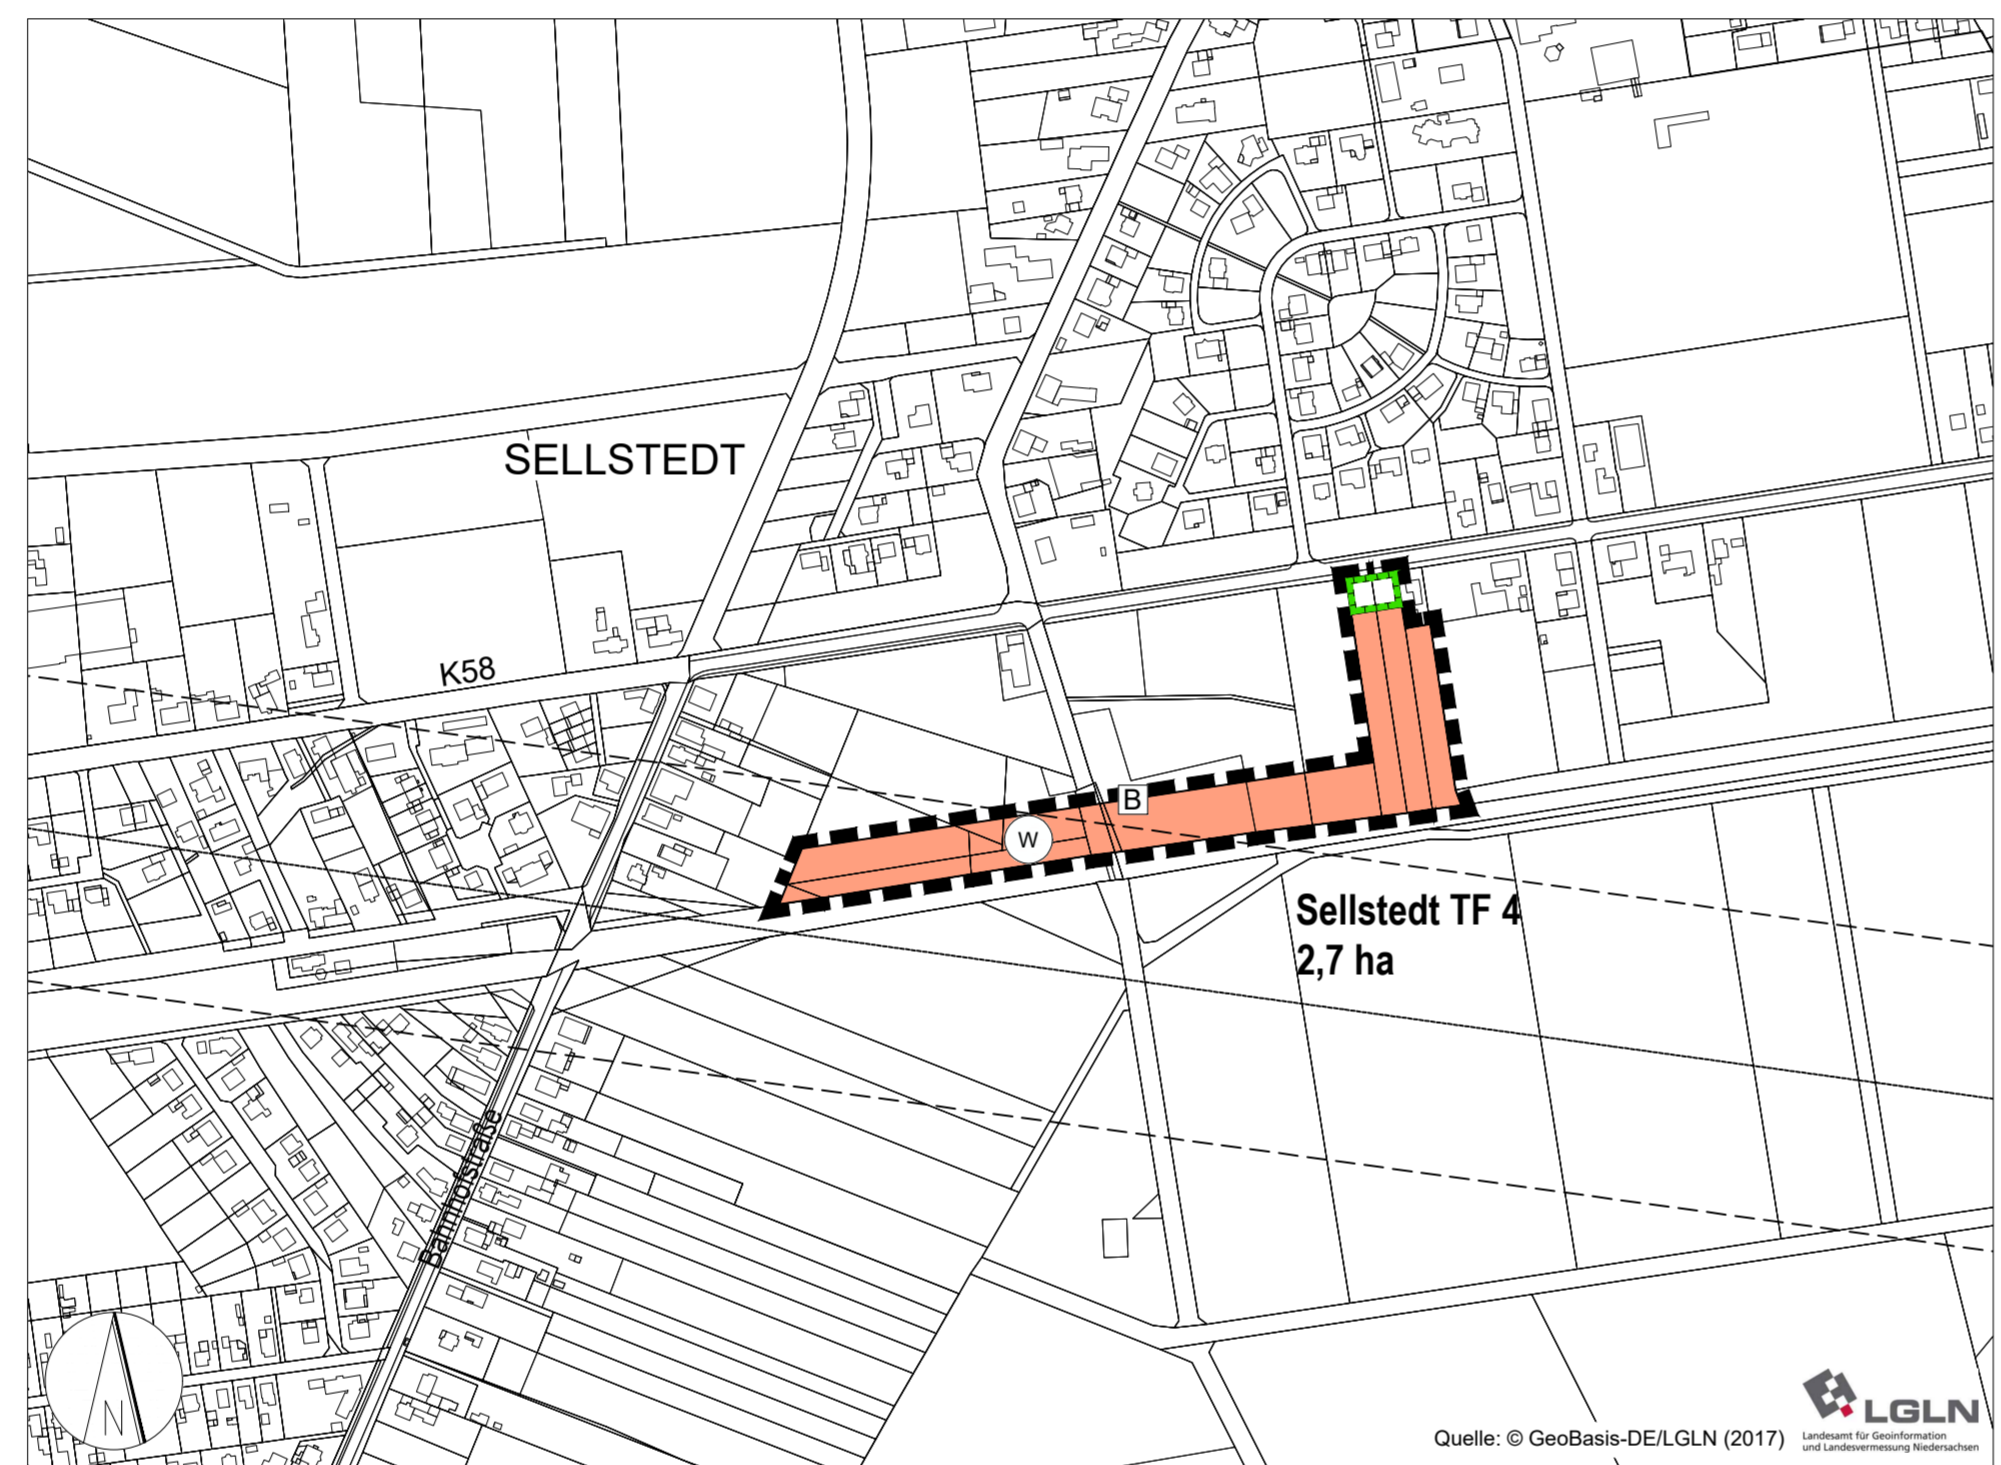 SELLSTEDT
K58
B
W
Sellstedt TF 4
2,7 ha
Bahnhofstraße
N
LGLN
Landesamt für Geoinformation
und Landesvermessung Niedersachsen
Quelle: © GeoBasis-DE/LGLN (2017)